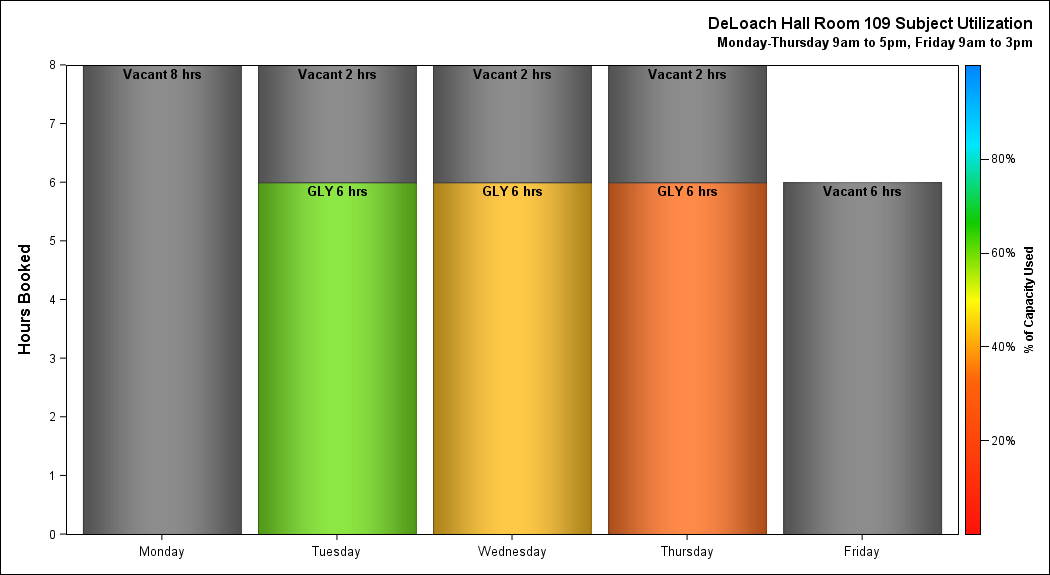 DeLoach Hall Room 109 Subject Utilization
Monday-Thursday 9am to 5pm, Friday 9am to 3pm
Hours Booked
8
7
6
5
4
3
2
1
0
Vacant 8 hrs
Vacant 2 hrs
Vacant 2 hrs
Vacant 2 hrs
GLY 6 hrs
GLY 6 hrs
GLY 6 hrs
Vacant 6 hrs
Monday
Tuesday
Wednesday
Thursday
Friday
80%
60%
40%
20%
% of Capacity Used